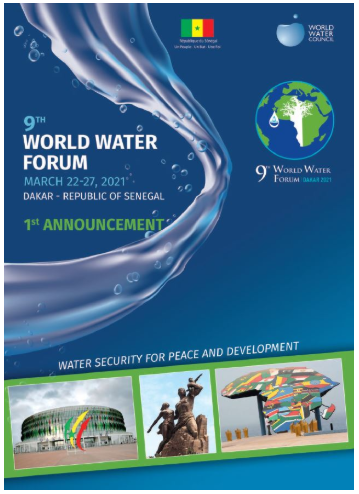 République du Sénégal
Un Peuple - Un But - Une Foi
WORLD
WATER
COUNCIL
9TH
WORLD WATER
FORUM
MARCH 22-27, 2021
DAKAR - REPUBLIC OF SENEGAL
1st ANNOUNCEMENT
9th WORLD WATER
FORUM DAKAR 2021
WATER SECURITY FOR PEACE AND DEVELOPMENT